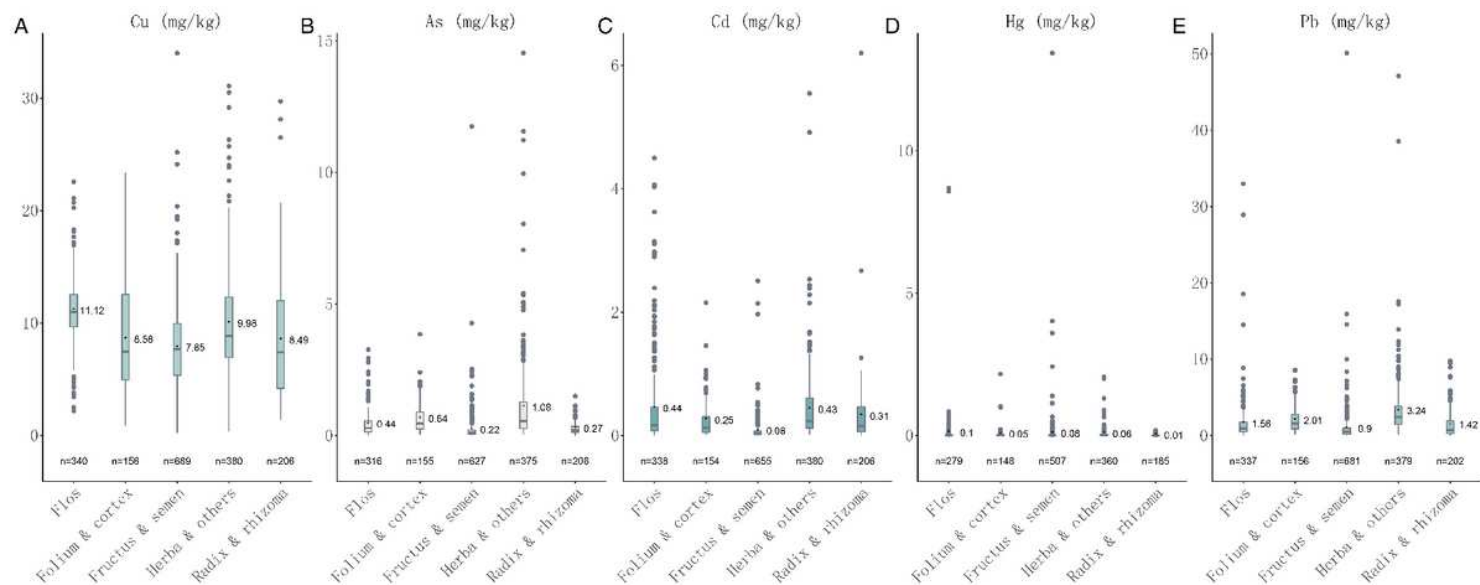 A
Cu (mg/kg)
30
20
10
0
11.12
8.56
7.85
9.98
8.49
n=340
n=156
n=689
n=380
n=206
Flos
Folium & cortex
Fructus & semen
Herba & others
Radix & rhizoma
B
As (mg/kg)
15
10
5
0
0.44
0.64
0.22
1.08
0.27
n=316
n=155
n=627
n=375
n=208
Flos
Folium & cortex
Fructus & semen
Herba & others
Radix & rhizoma
C
Cd (mg/kg)
6
4
2
0
0.44
0.25
0.08
0.43
0.31
n=338
n=154
n=655
n=380
n=206
Flos
Folium & cortex
Fructus & semen
Herba & others
Radix & rhizoma
D
Hg (mg/kg)
10
5
0
0.1
0.05
0.08
0.06
0.01
n=279
n=148
n=507
n=360
n=185
Flos
Folium & cortex
Fructus & semen
Herba & others
Radix & rhizoma
E
Pb (mg/kg)
50
40
30
20
10
0
1.56
2.01
0.9
3.24
1.42
n=337
n=156
n=681
n=379
n=202
Flos
Folium & cortex
Fructus & semen
Herba & others
Radix & rhizoma